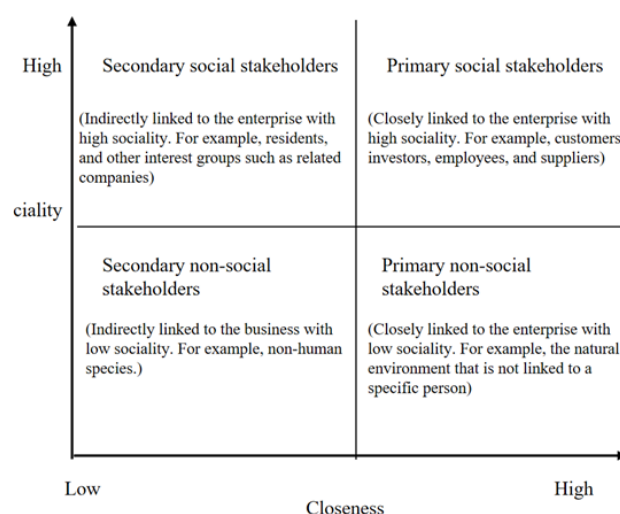 High
Secondary social stakeholders
Primary social stakeholders
(Indirectly linked to the enterprise with
high sociality. For example, residents,
and other interest groups such as related
companies)
(Closely linked to the enterprise with
high sociality. For example, customers
investors, employees, and suppliers)
ciality
Secondary non-social
stakeholders
Primary non-social
stakeholders
(Indirectly linked to the business with
low sociality. For example, non-human
species.)
(Closely linked to the enterprise with
low sociality. For example, the natural
environment that is not linked to a
specific person)
Low
High
Closeness